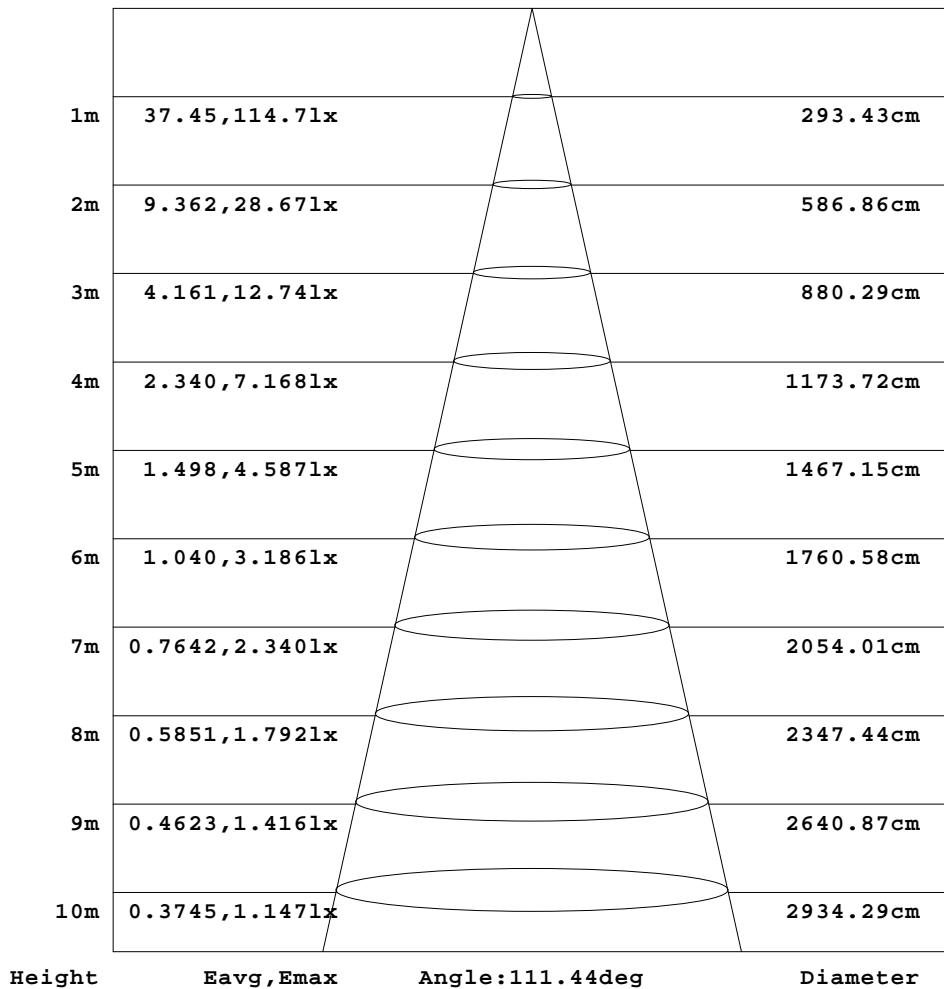 1m 37.45,114.7lx 293.43cm
2m 9.362,28.67lx 586.86cm
3m 4.161,12.74lx 880.29cm
4m 2.340,7.168lx 1173.72cm
5m 1.498,4.587lx 1467.15cm
6m 1.040,3.186lx 1760.58cm
7m 0.7642,2.340lx 2054.01cm
8m 0.5851,1.792lx 2347.44cm
9m 0.4623,1.416lx 2640.87cm
10m 0.3745,1.147lx 2934.29cm
Height Eavg,Emax Angle:111.44deg Diameter